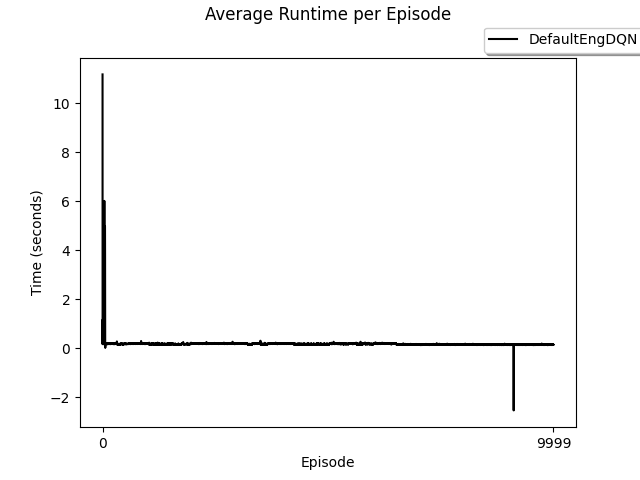 Average Runtime per Episode
DefaultEngDQN
10
8
6
4
2
0
−2
Time (seconds)
0
9999
Episode